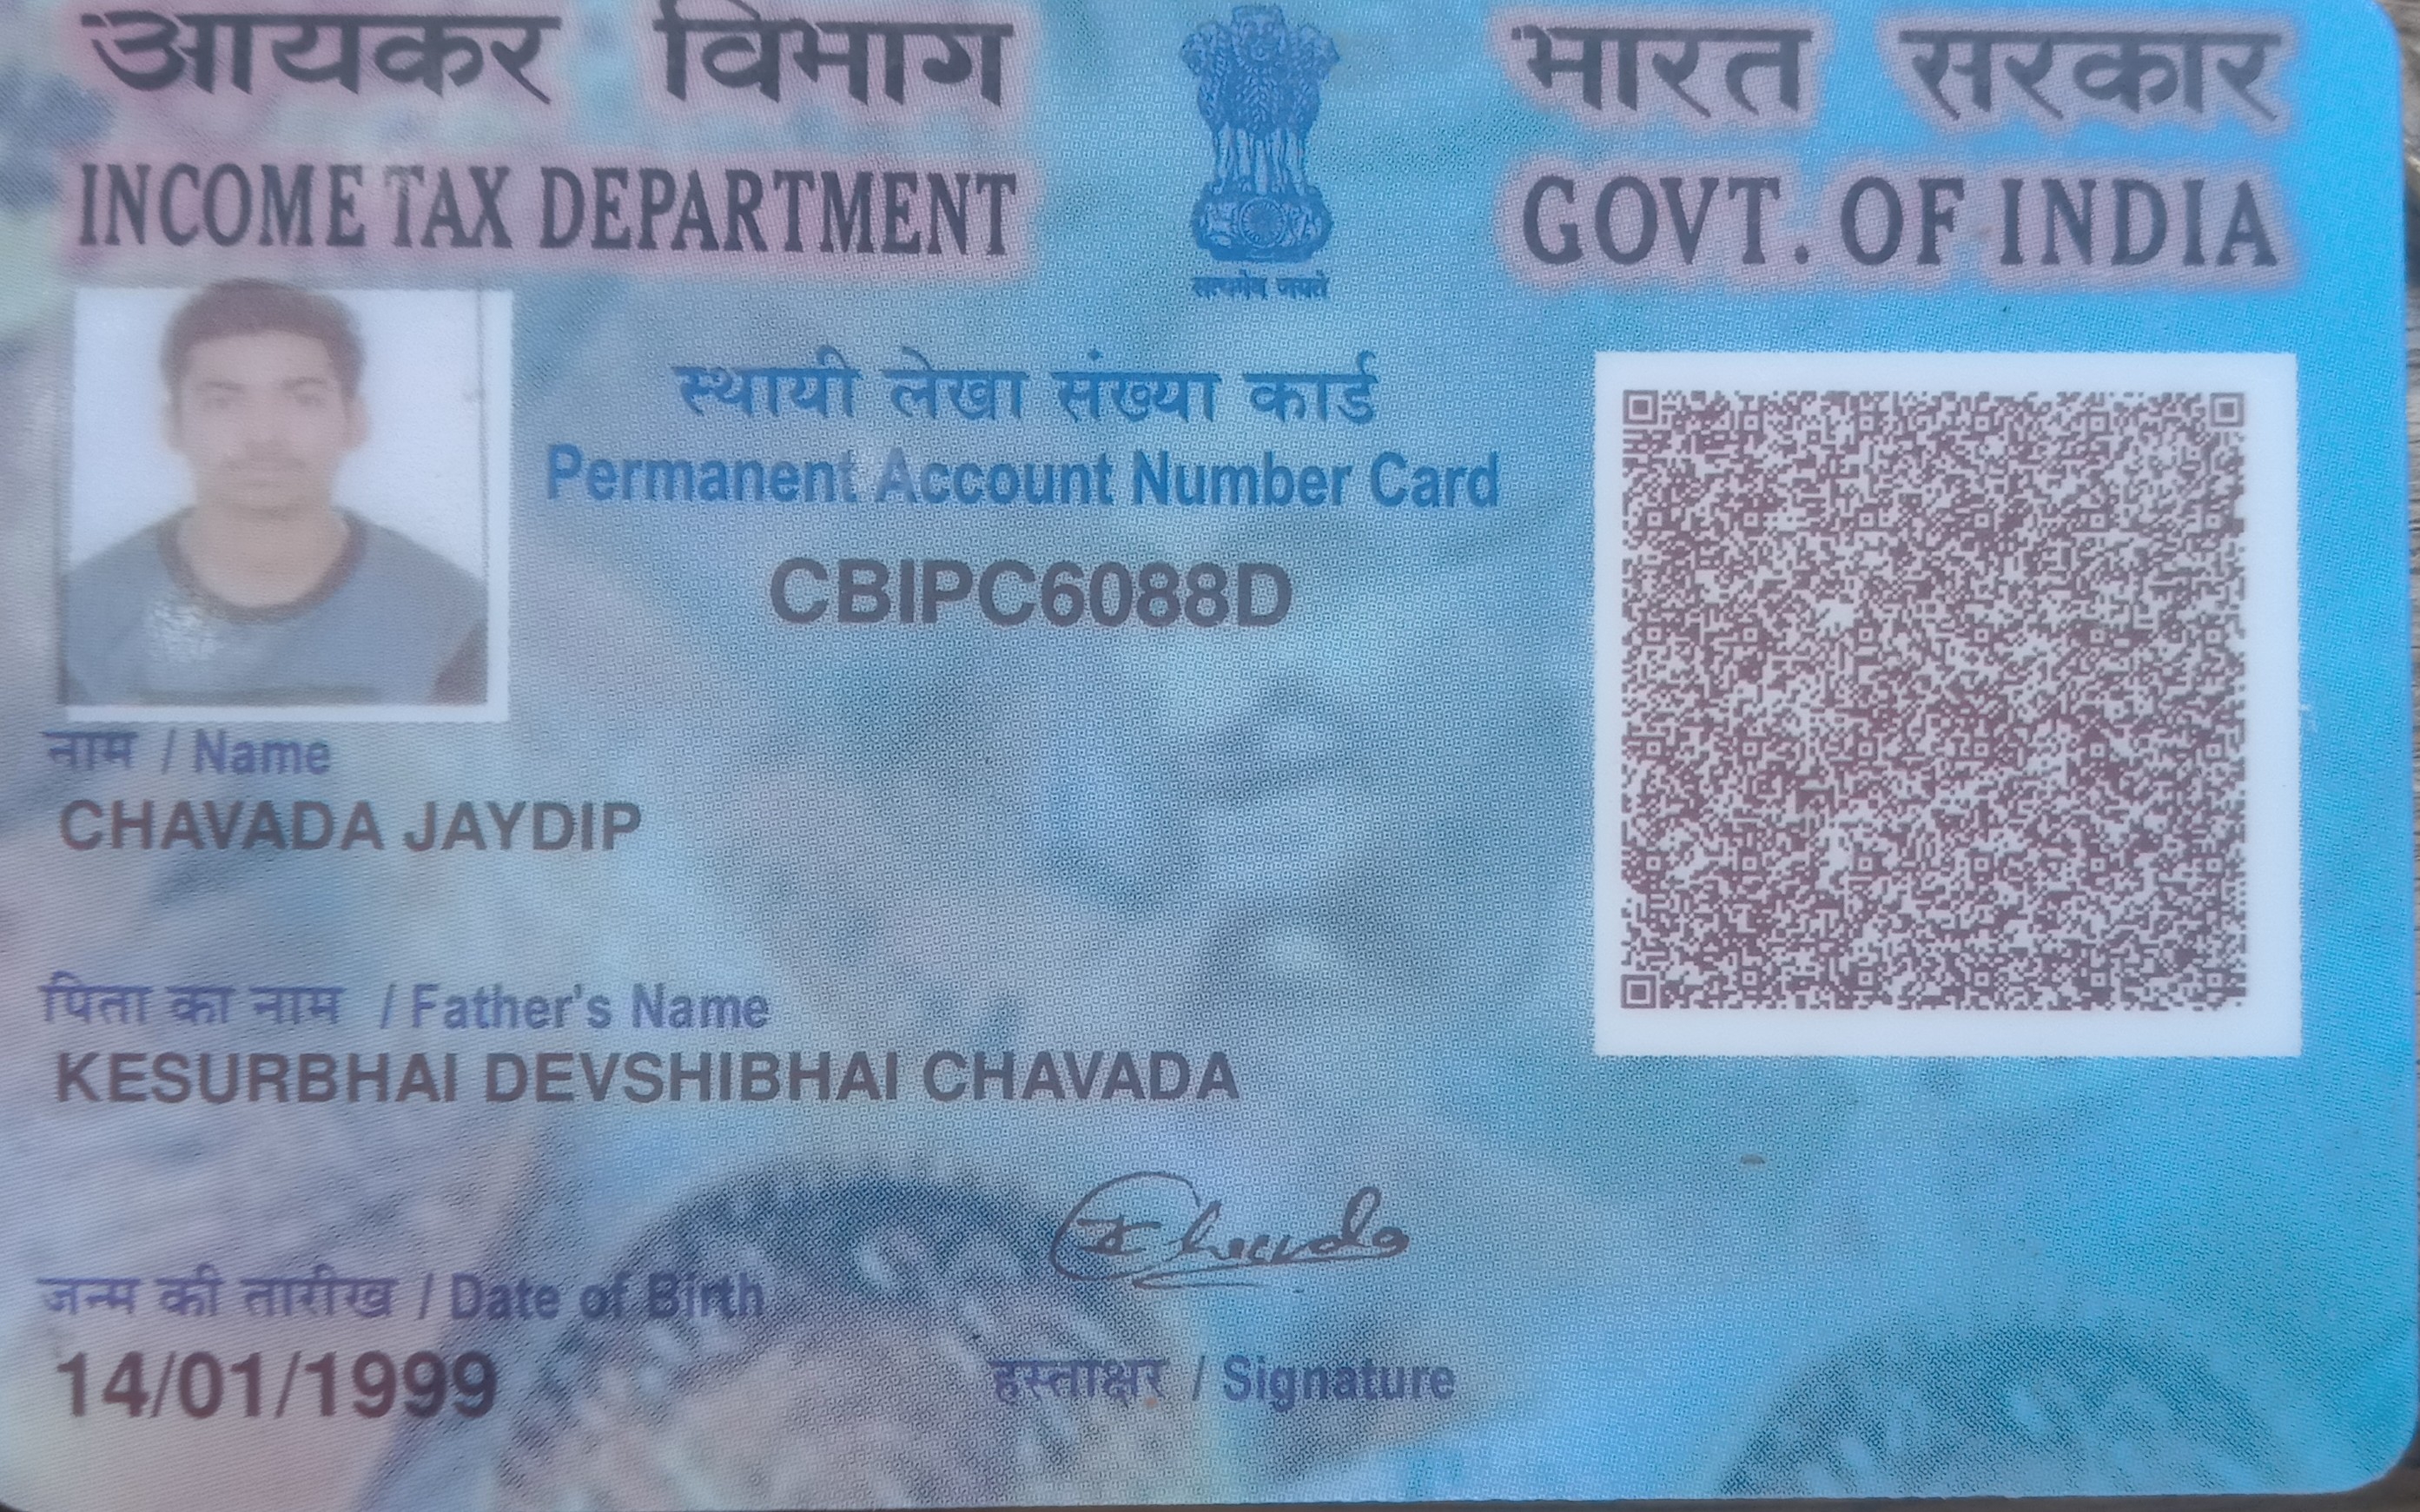 आयकर विभाग
INCOME TAX DEPARTMENT
सत्यमेव जयते
भारत सरकार
GOVT. OF INDIA
स्थायी लेखा संख्या कार्ड
Permanent Account Number Card
CBIPC6088D
नाम / Name
CHAVADA JAYDIP
पिता का नाम / Father's Name
KESURBHAI DEVSHIBHAI CHAVADA
जन्म की तारीख / Date of Birth
14/01/1999
हस्ताक्षर / Signature